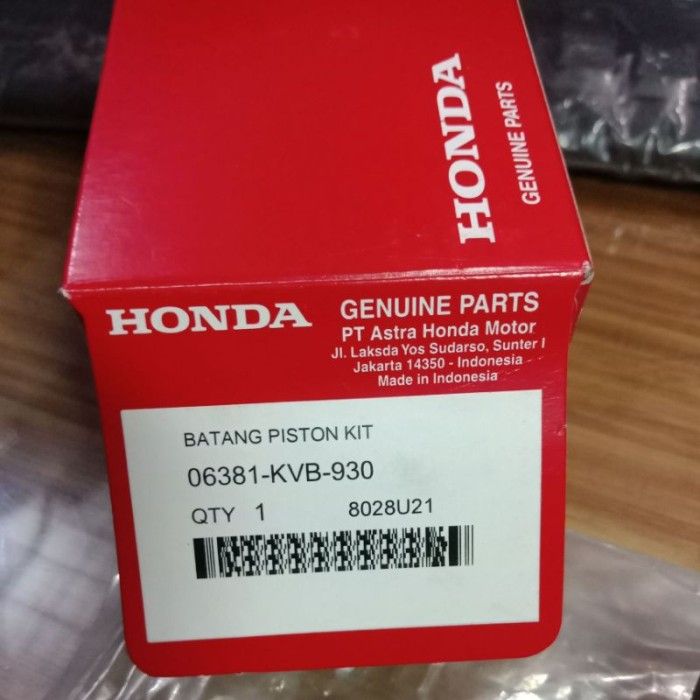 HONDA
GENUINE PARTS
HONDA
GENUINE PARTS
PT Astra Honda Motor
Jl. Laksda Yos Sudarso, Sunter I
Jakarta 14350 - Indonesia
Made in Indonesia
BATANG PISTON KIT
06381-KVB-930
QTY 1 8028U21